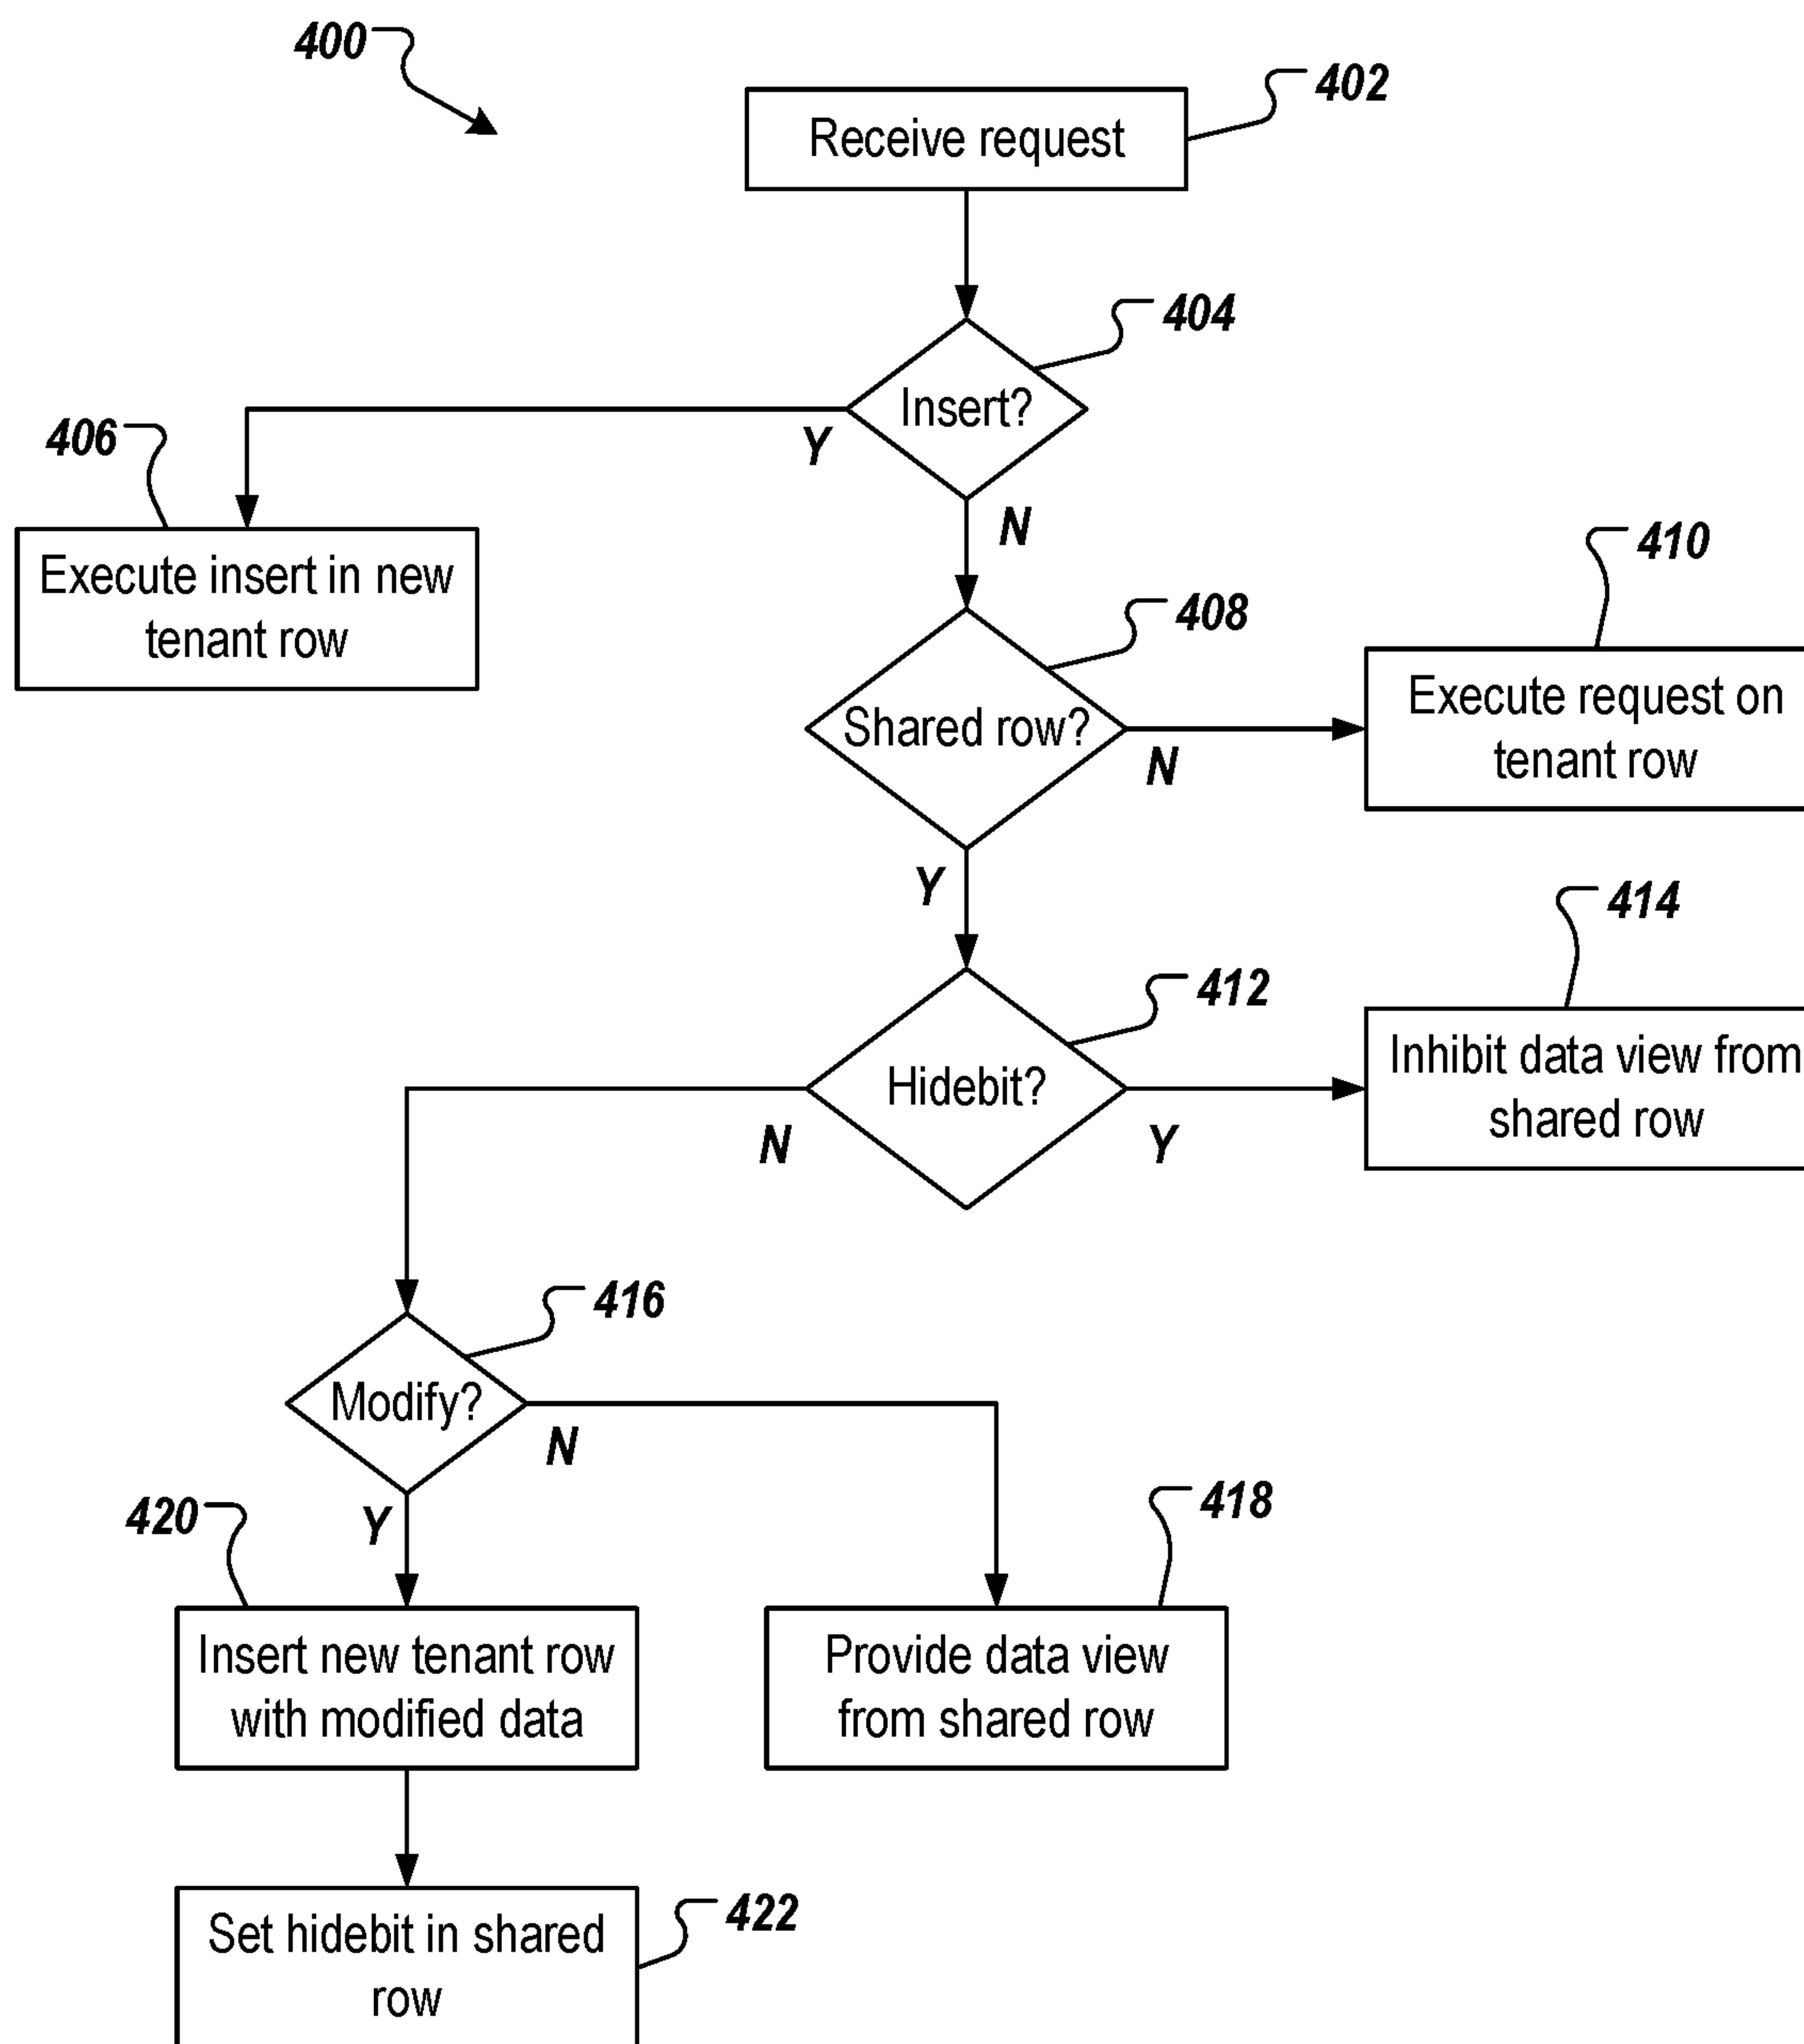 400
402
Receive request
404
Insert?
Y
406
N
Execute insert in new
tenant row
410
408
Execute request on
tenant row
Shared row?
N
Y
414
412
Inhibit data view from
shared row
Hidebit?
N
Y
416
Modify?
N
418
420
Y
Insert new tenant row
with modified data
Provide data view
from shared row
422
Set hidebit in shared
row